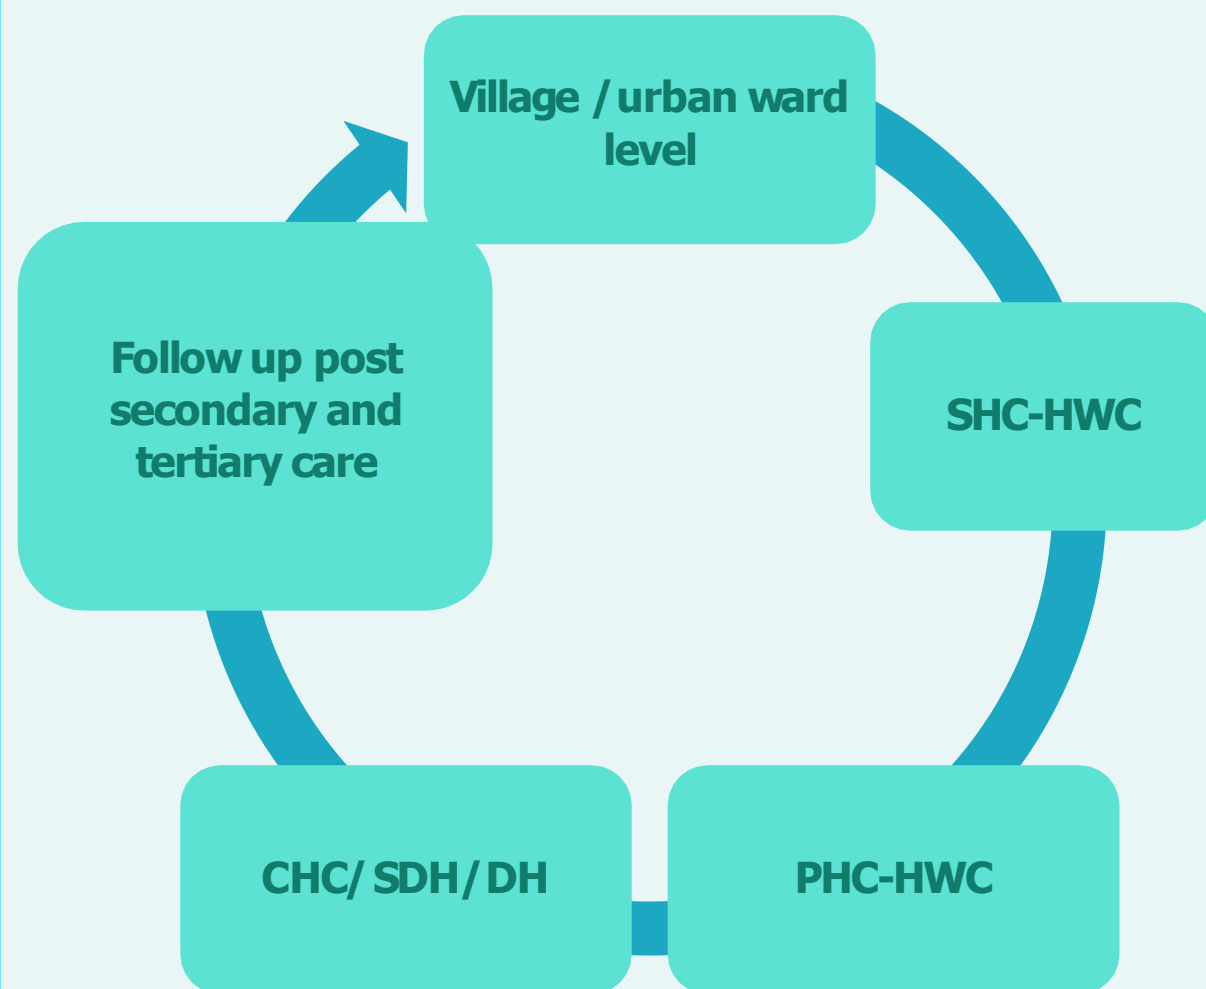 Village / urban ward
level
SHC-HWC
PHC-HWC
CHC/ SDH / DH
Follow up post
secondary and
tertiary care